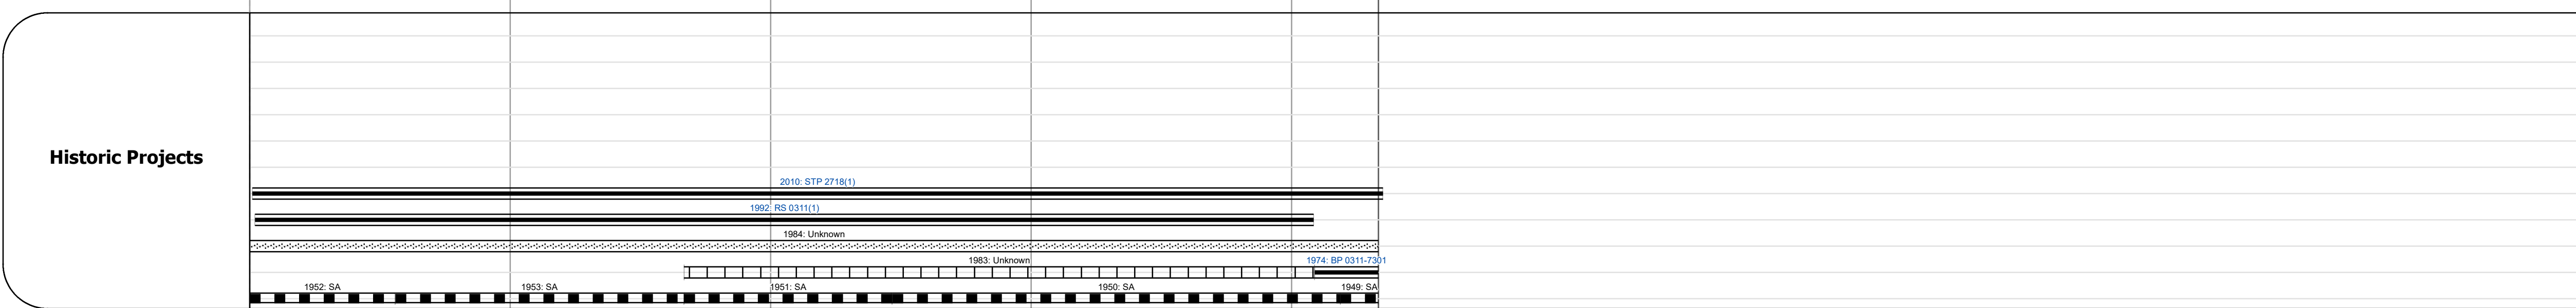 Historic Projects
2010: STP 2718(1)
1992: RS 0311(1)
1984: Unknown
1983: Unknown
1974: BP 0311-7301
1952: SA
1953: SA
1951: SA
1950: SA
1949: SA